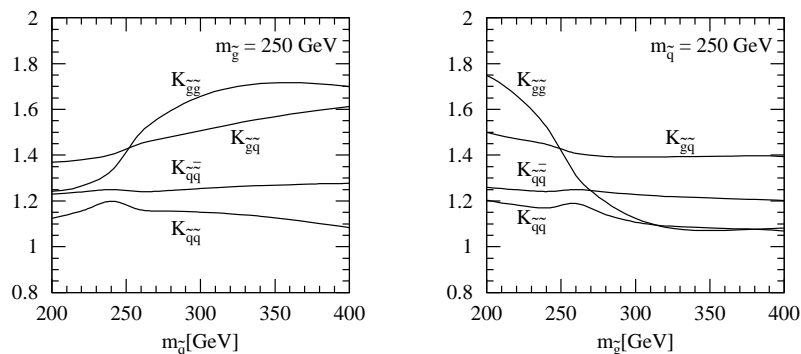 2
1.8
1.6
1.4
1.2
1
0.8
200 250 300 350 400
m_q̃[GeV]
m_g̃ = 250 GeV
K_g̃g̃
K_g̃q̃
K_q̃q̃̄
K_q̃q̃
2
1.8
1.6
1.4
1.2
1
0.8
200 250 300 350 400
m_g̃[GeV]
m_q̃ = 250 GeV
K_g̃g̃
K_g̃q̃
K_q̃q̃̄
K_q̃q̃